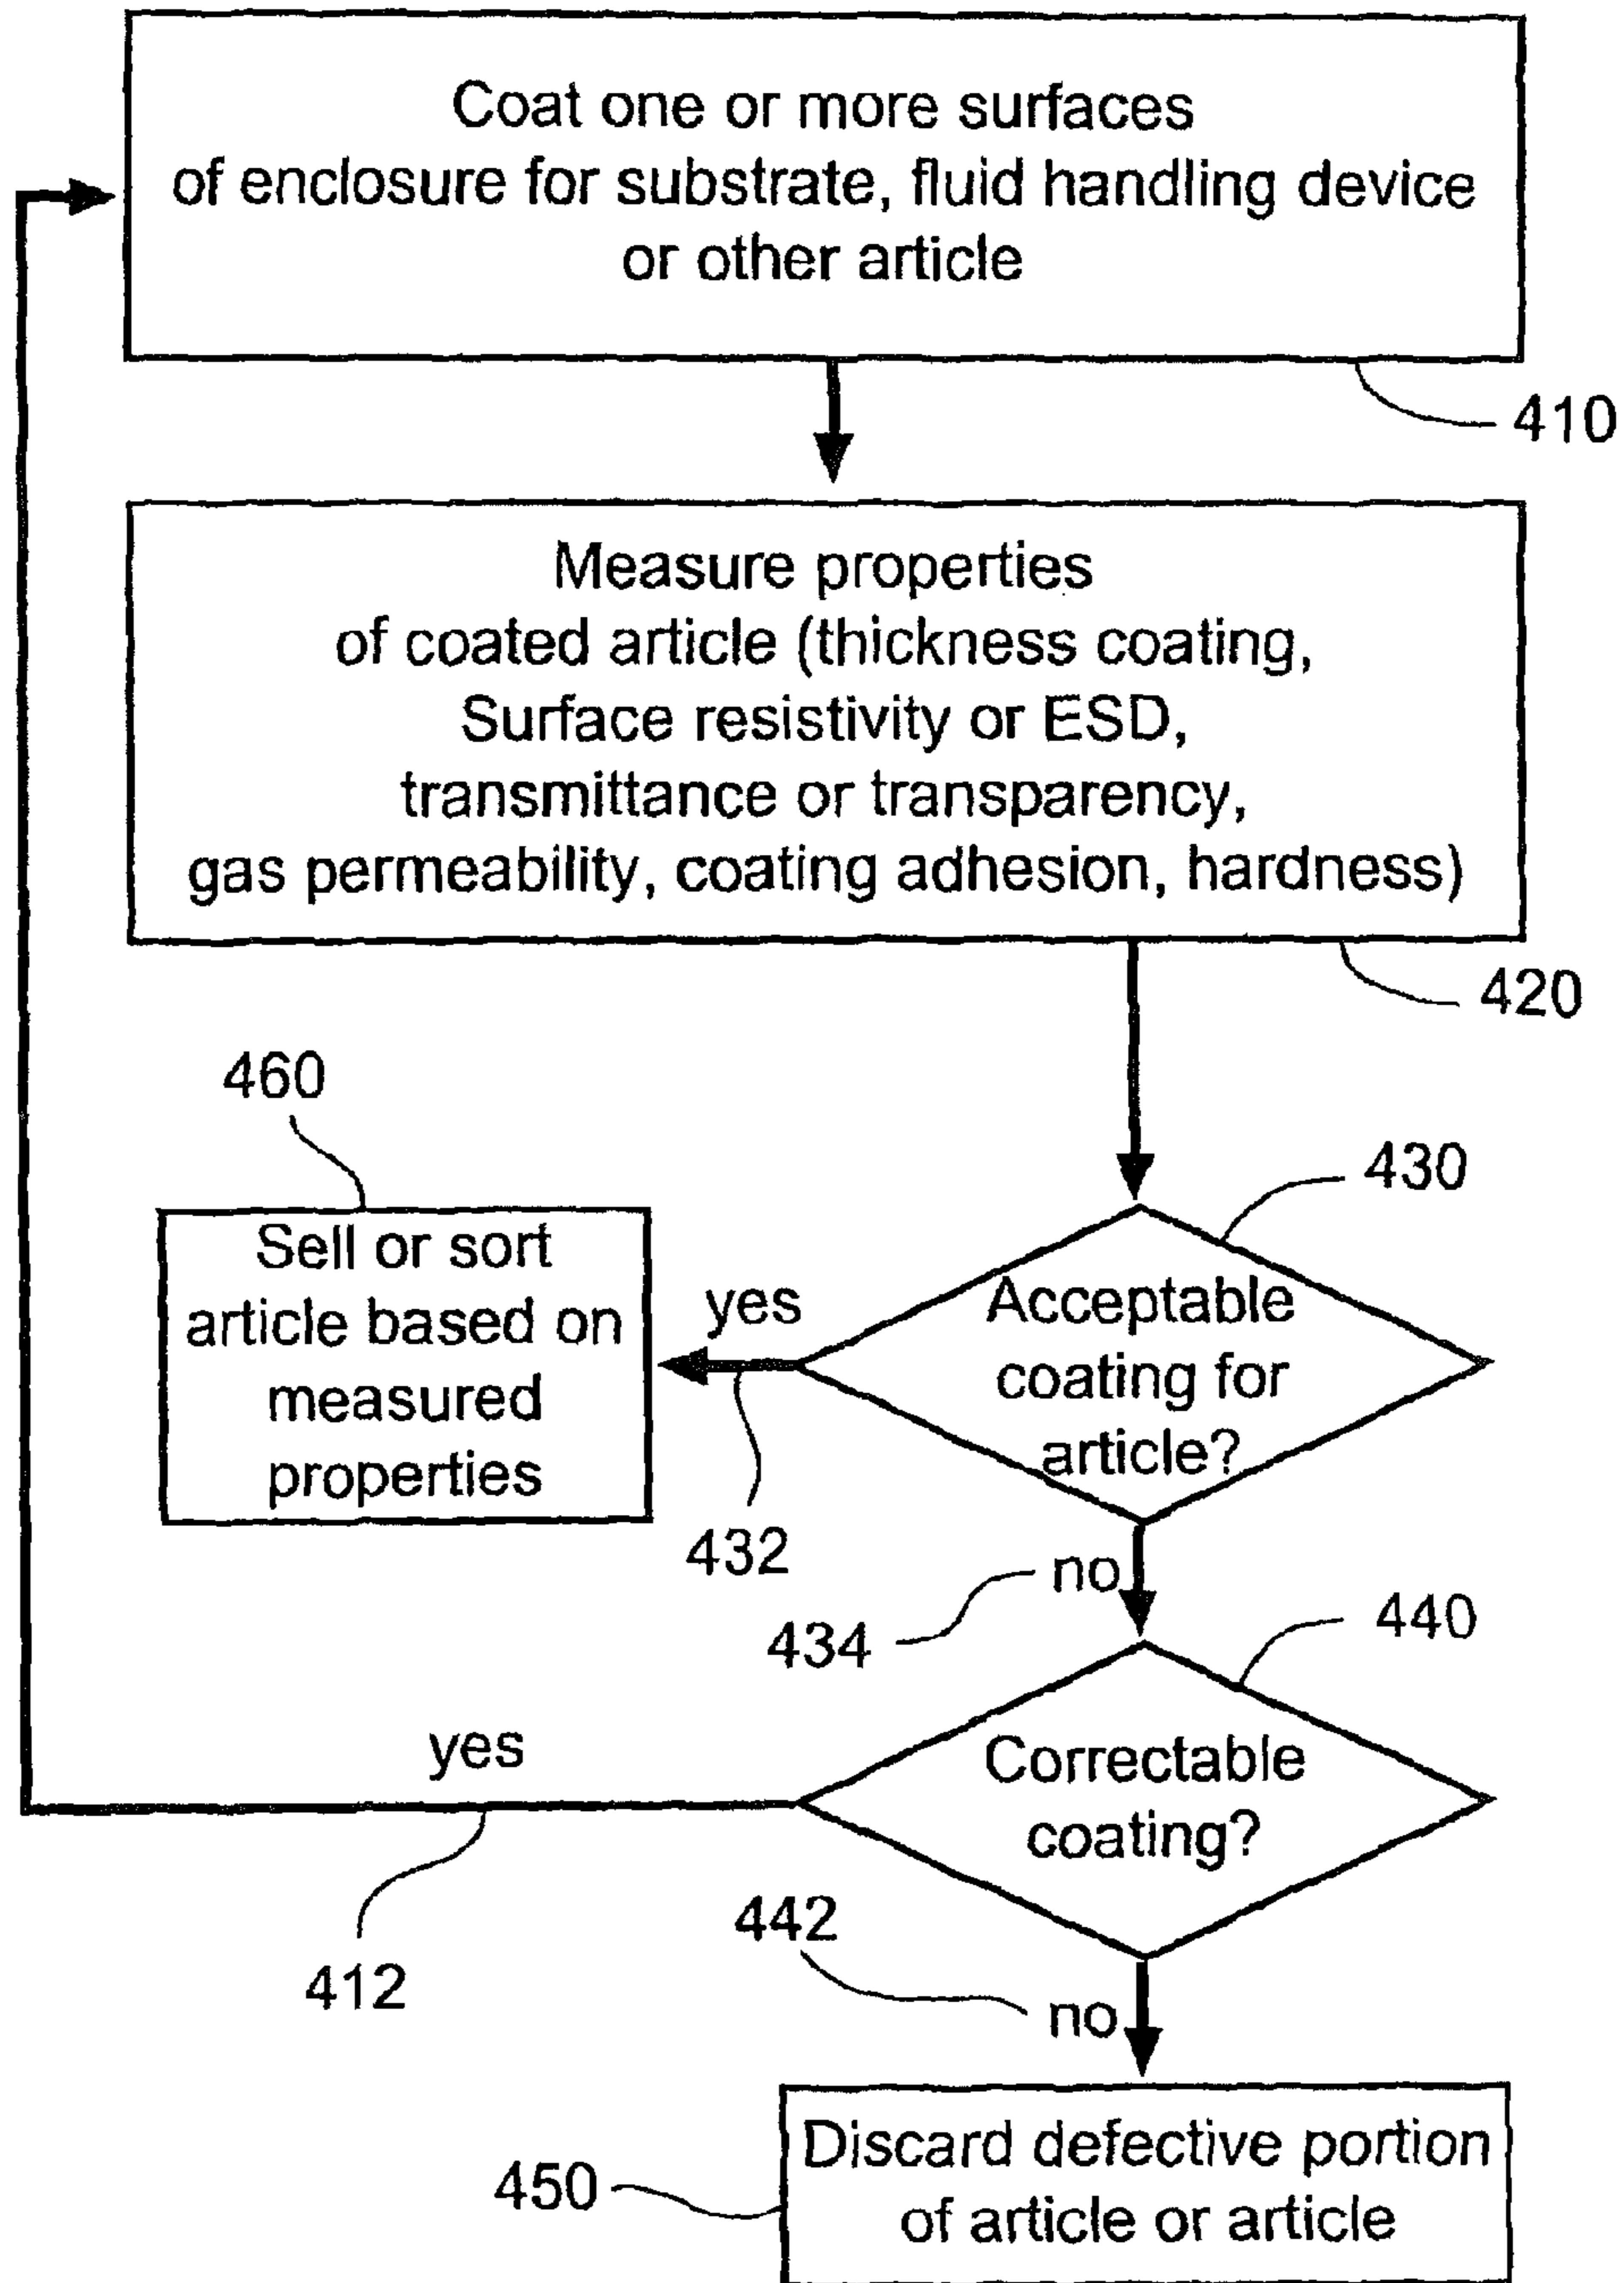 Coat one or more surfaces
of enclosure for substrate, fluid handling device
or other article
410
Measure properties
of coated article (thickness coating,
Surface resistivity or ESD,
transmittance or transparency,
gas permeability, coating adhesion, hardness)
420
460
430
Sell or sort
article based on
measured
properties
yes
Acceptable
coating for
article?
432
no
434
440
yes
Correctable
coating?
442
412
no
450
Discard defective portion
of article or article